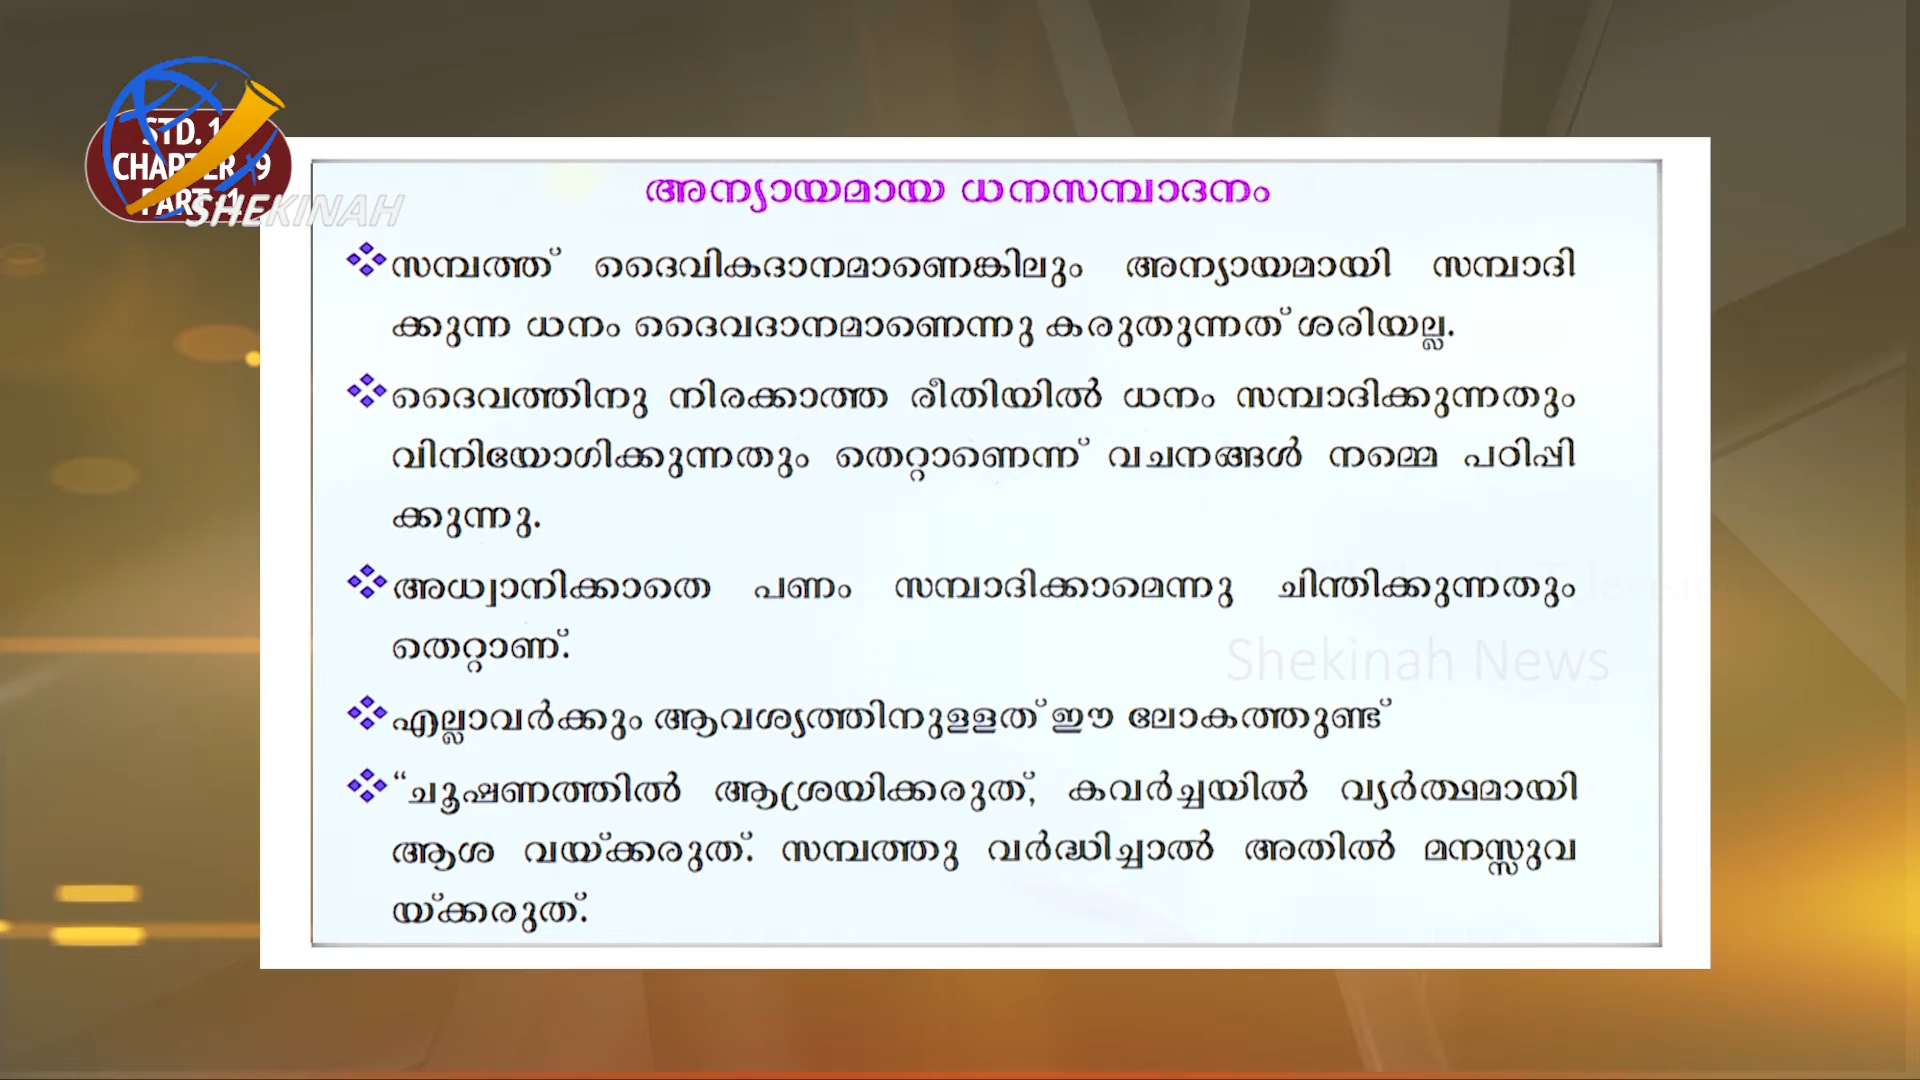 STD. 1
CHAPTER 9
PART 1
SHEKINAH
അന്യായമായ ധനസമ്പാദനം
സമ്പത്ത് ദൈവികദാനമാണെങ്കിലും അന്യായമായി സമ്പാദി
ക്കുന്ന ധനം ദൈവദാനമാണെന്നു കരുതുന്നത് ശരിയല്ല.
ദൈവത്തിനു നിരക്കാത്ത രീതിയിൽ ധനം സമ്പാദിക്കുന്നതും
വിനിയോഗിക്കുന്നതും തെറ്റാണെന്ന് വചനങ്ങൾ നമ്മെ പഠിപ്പി
ക്കുന്നു.
അധ്വാനിക്കാതെ പണം സമ്പാദിക്കാമെന്നു ചിന്തിക്കുന്നതും
തെറ്റാണ്.
Shekinah News
എല്ലാവർക്കും ആവശ്യത്തിനുളളത് ഈ ലോകത്തുണ്ട്
“ചൂഷണത്തിൽ ആശ്രയിക്കരുത്, കവർച്ചയിൽ വ്യർത്ഥമായി
ആശ വയ്ക്കരുത്. സമ്പത്തു വർദ്ധിച്ചാൽ അതിൽ മനസ്സുവ
യ്ക്കരുത്.